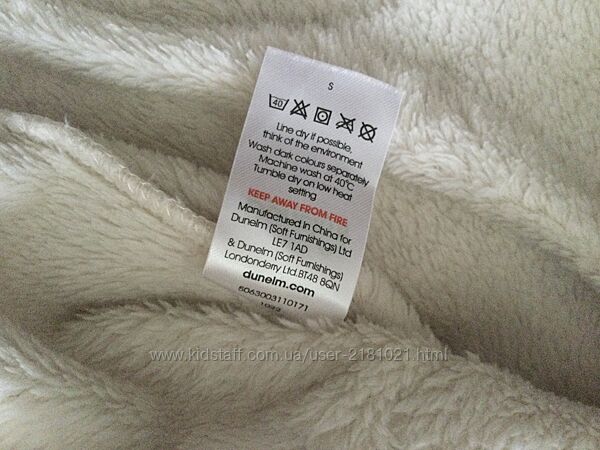 S
40
Line dry if possible,
think of the environment
Wash dark colours separately
Machine wash at 40°C
Tumble dry on low heat
setting
KEEP AWAY FROM FIRE
Manufactured in China for
Dunelm (Soft Furnishings) Ltd
LE7 1AD
& Dunelm (Soft Furnishings)
Londonderry Ltd.BT48 8QN
dunelm.com
5063003110171
www.kidstaff.com.ua/user-2181021.html